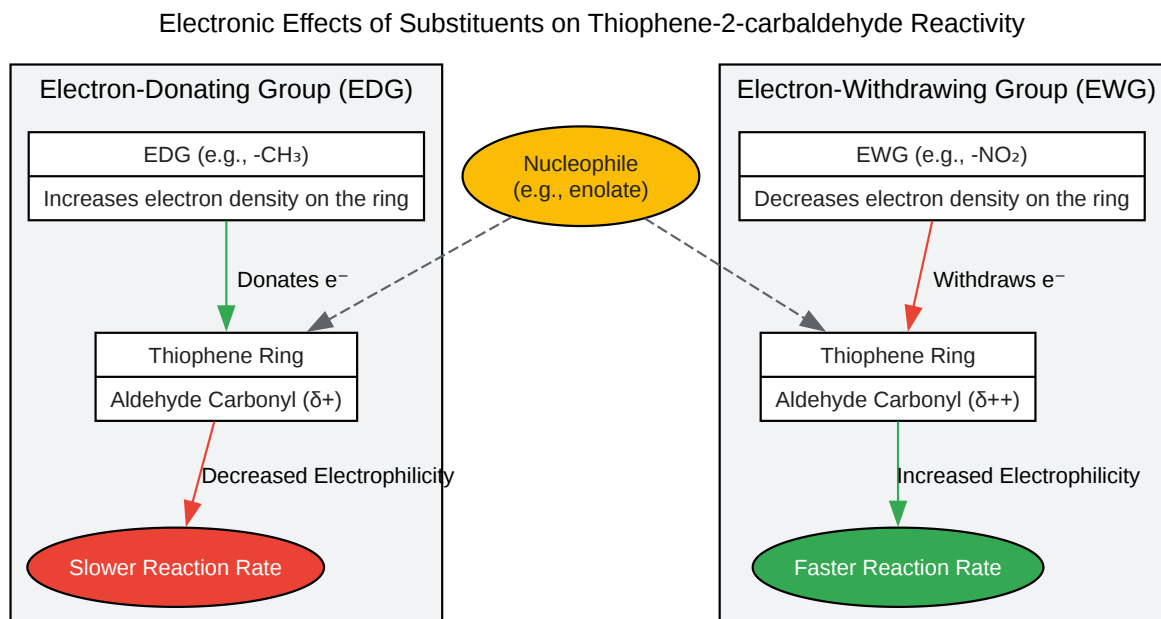 Electronic Effects of Substituents on Thiophene-2-carbaldehyde Reactivity
Electron-Donating Group (EDG)
EDG (e.g., -CH₃)
Increases electron density on the ring
Donates e⁻
Thiophene Ring
Aldehyde Carbonyl (δ+)
Decreased Electrophilicity
Slower Reaction Rate
Nucleophile
(e.g., enolate)
Electron-Withdrawing Group (EWG)
EWG (e.g., -NO₂)
Decreases electron density on the ring
Withdraws e⁻
Thiophene Ring
Aldehyde Carbonyl (δ++)
Increased Electrophilicity
Faster Reaction Rate